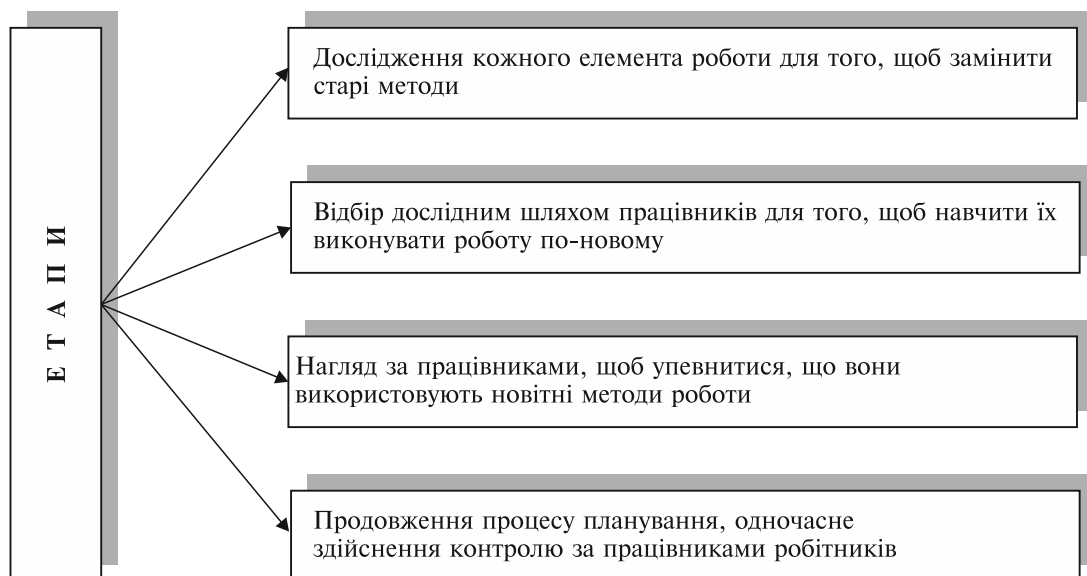 Е Т А П И
Дослідження кожного елемента роботи для того, щоб замінити
старі методи
Відбір дослідним шляхом працівників для того, щоб навчити їх
виконувати роботу по-новому
Нагляд за працівниками, щоб упевнитися, що вони
використовують новітні методи роботи
Продовження процесу планування, одночасне
здійснення контролю за працівниками робітників